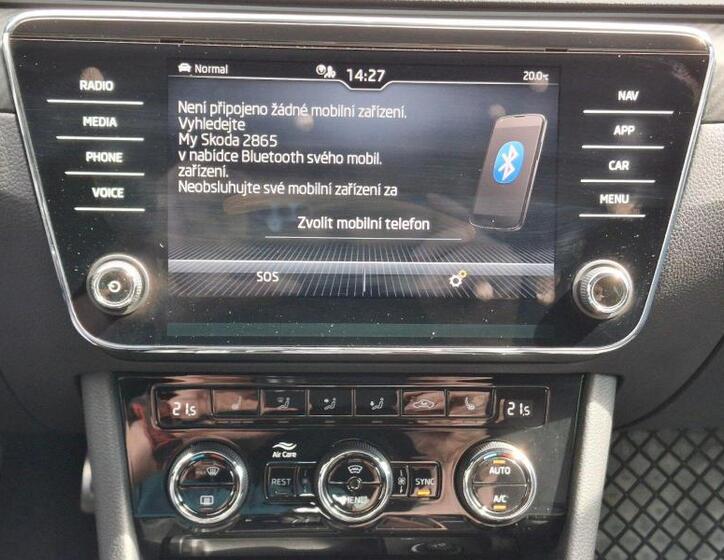 Normal
14:27
20.0°C
RADIO
MEDIA
PHONE
VOICE
Není připojeno žádné mobilní zařízení.
Vyhledejte
My Skoda 2865
v nabídce Bluetooth svého mobil.
zařízení.
Neobsluhujte své mobilní zařízení za
Zvolit mobilní telefon
SOS
NAV
APP
CAR
MENU
21.5
21.5
Air Care
REST
MENU
SYNC
AUTO
A/C